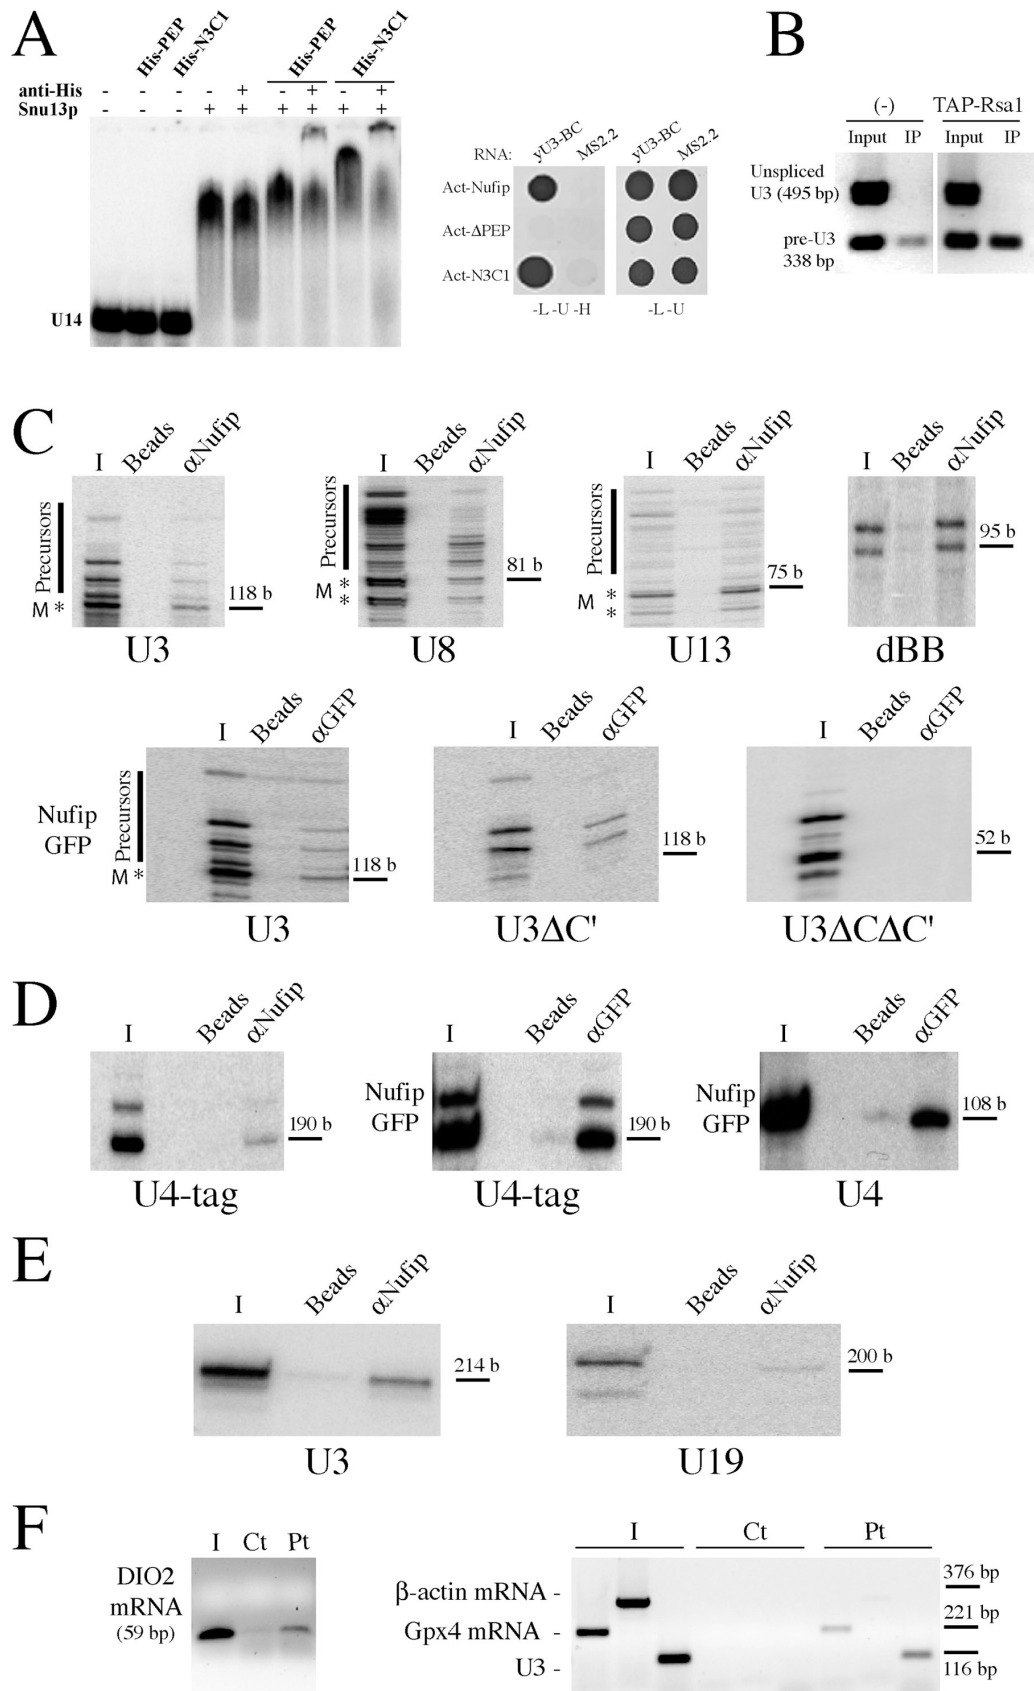 A
His-PEP
His-N3C1
His-PEP
His-N3C1
anti-His - - - - + - + - +
Snu13p - - - + + + + + +
U14
RNA: yU3-BC MS2.2 yU3-BC MS2.2
Act-Nufip
Act-ΔPEP
Act-N3C1
-L -U -H
-L -U
B
(-) TAP-Rsa1
Input IP Input IP
Unspliced
U3 (495 bp)
pre-U3
338 bp
C
I Beads αNufip
Precursors
M *
118 b
U3
I Beads αNufip
Precursors
M *
*
81 b
U8
I Beads αNufip
Precursors
M *
*
75 b
U13
I Beads αNufip
95 b
dBB
Nufip
GFP
I Beads αGFP
Precursors
M *
118 b
U3
I Beads αGFP
118 b
U3ΔC'
I Beads αGFP
52 b
U3ΔCΔC'
D
I Beads αNufip
190 b
U4-tag
Nufip
GFP
I Beads αGFP
190 b
U4-tag
Nufip
GFP
I Beads αGFP
108 b
U4
E
I Beads αNufip
214 b
U3
I Beads αNufip
200 b
U19
F
I Ct Pt
DIO2
mRNA
(59 bp)
I Ct Pt
β-actin mRNA -
Gpx4 mRNA -
U3 -
376 bp
221 bp
116 bp